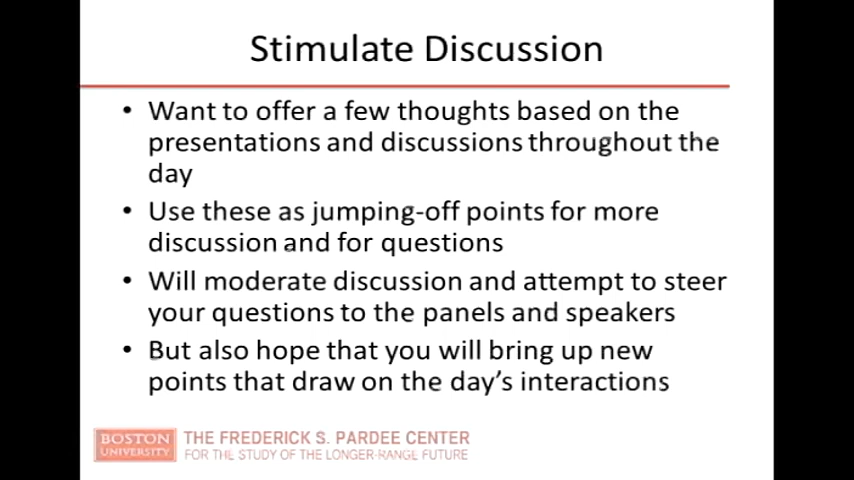 Stimulate Discussion
• Want to offer a few thoughts based on the
presentations and discussions throughout the
day
• Use these as jumping-off points for more
discussion and for questions
• Will moderate discussion and attempt to steer
your questions to the panels and speakers
• But also hope that you will bring up new
points that draw on the day's interactions
BOSTON
UNIVERSITY
THE FREDERICK S. PARDEE CENTER
FOR THE STUDY OF THE LONGER-RANGE FUTURE